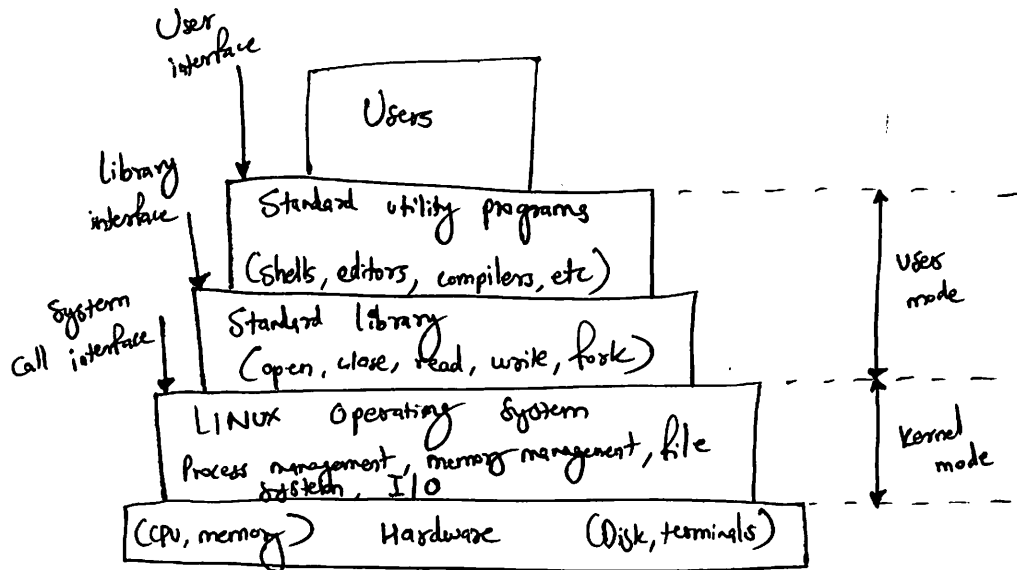 User
interface
Users
Library
interface
Standard utility programs
(shells, editors, compilers, etc)
System
Call interface
Standard library
(open, close, read, write, fork)
users
mode
LINUX Operating System
Process management, memory management, file
system, I/O
Kernel
mode
(CPU, memory) Hardware (Disk, terminals)